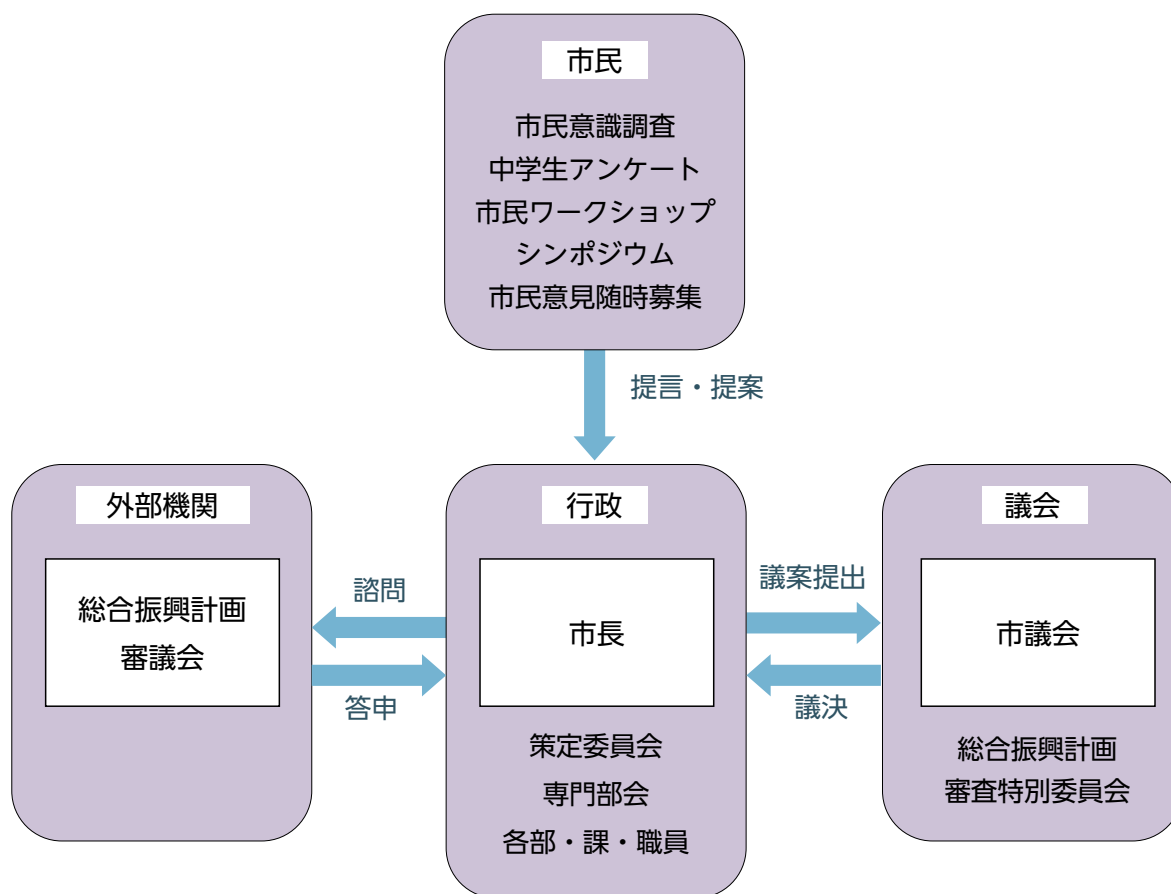 市民
市民意識調査
中学生アンケート
市民ワークショップ
シンポジウム
市民意見随時募集
提言・提案
外部機関
総合振興計画
審議会
諮問
答申
行政
市長
策定委員会
専門部会
各部・課・職員
議案提出
議決
議会
市議会
総合振興計画
審査特別委員会